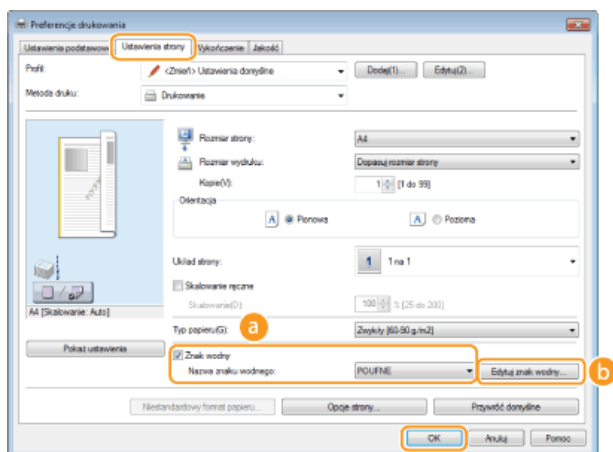 Preferencje drukowania
Ustawienia podstawowe Ustawienia strony Wykończenie Jakość
Profil: <Zmień> Ustawienia domyślne Dodaj(1)... Edytuj(2)...
Metoda druku: Drukowanie
Rozmiar strony: A4
Rozmiar wydruku: Dopasuj rozmiar strony
Kopie(V): 1 [1 do 99]
Orientacja
A Pionowa A Pozioma
Układ strony: 1 1 na 1
Skalowanie ręczne
Skalowanie(D): 100 % [25 do 200]
A4 [Skalowanie: Auto]
Typ papieru(G): a Zwykły [60-90 g/m2]
Pokaż ustawienia
Znak wodny
Nazwa znaku wodnego: POUFNE Edytuj znak wodny... b
Niestandardowy format papieru... Opcje strony... Przywróć domyślne
OK Anuluj Pomoc